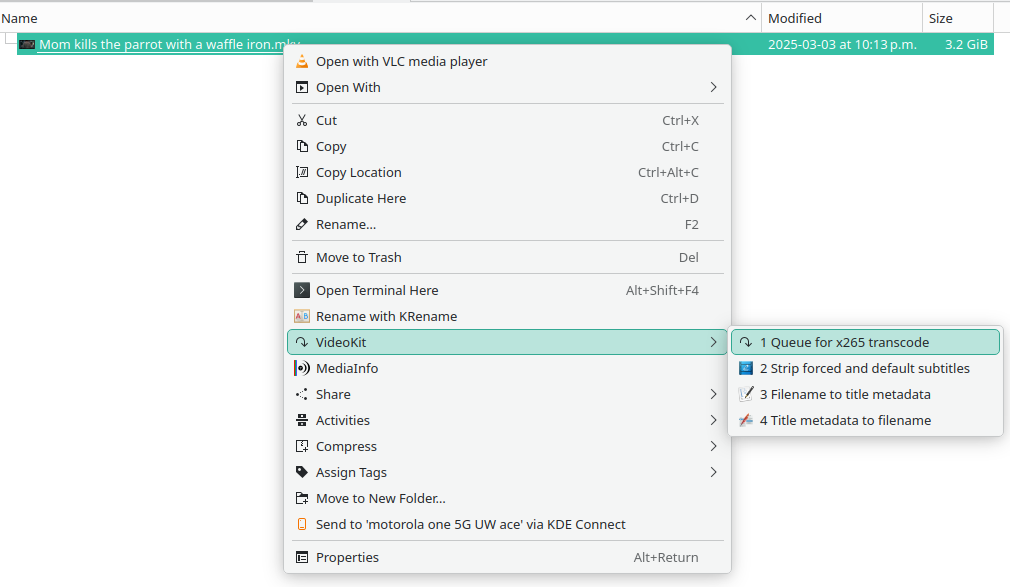 Name Modified Size
Mom kills the parrot with a waffle iron.mkv 2025-03-03 at 10:13 p.m. 3.2 GiB
Open with VLC media player
Open With
Cut Ctrl+X
Copy Ctrl+C
Copy Location Ctrl+Alt+C
Duplicate Here Ctrl+D
Rename... F2
Move to Trash Del
Open Terminal Here Alt+Shift+F4
Rename with KRename
VideoKit
1 Queue for x265 transcode
2 Strip forced and default subtitles
3 Filename to title metadata
4 Title metadata to filename
MediaInfo
Share
Activities
Compress
Assign Tags
Move to New Folder...
Send to 'motorola one 5G UW ace' via KDE Connect
Properties Alt+Return